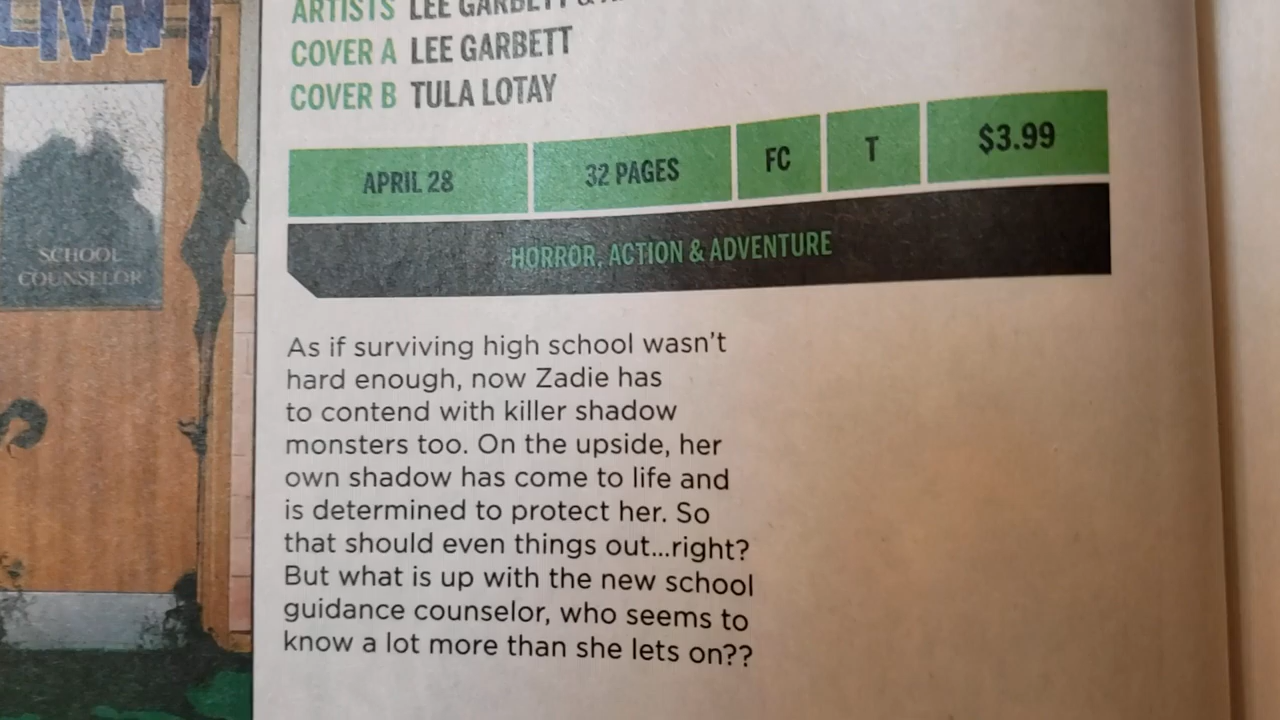 ARTISTS LEE GARBETT &
COVER A LEE GARBETT
COVER B TULA LOTAY
APRIL 28 32 PAGES FC T $3.99
HORROR, ACTION & ADVENTURE
SCHOOL
COUNSELOR
As if surviving high school wasn't
hard enough, now Zadie has
to contend with killer shadow
monsters too. On the upside, her
own shadow has come to life and
is determined to protect her. So
that should even things out...right?
But what is up with the new school
guidance counselor, who seems to
know a lot more than she lets on??